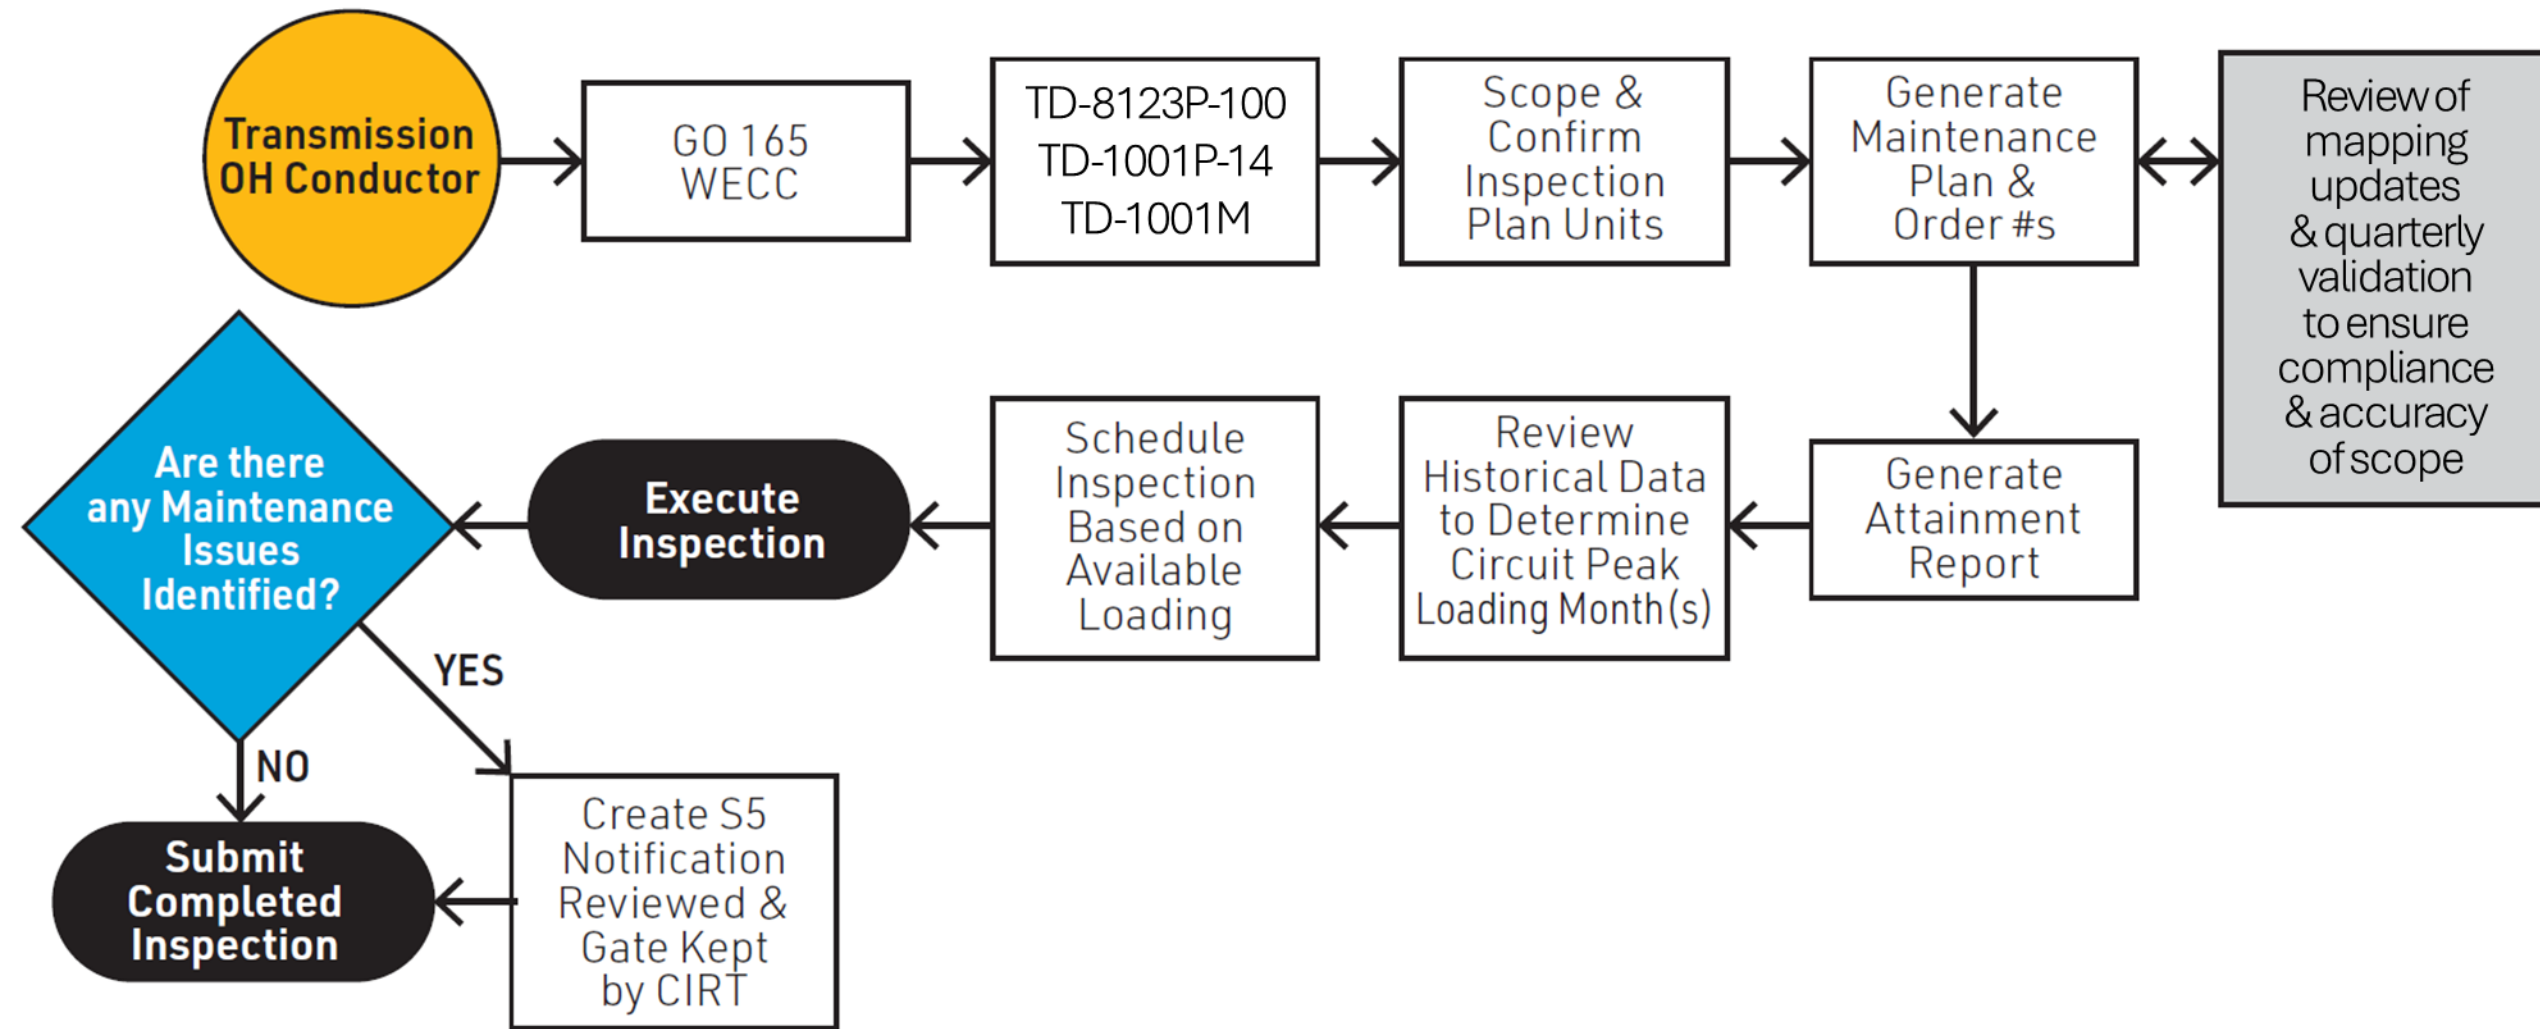 Transmission
OH Conductor
GO 165
WECC
TD-8123P-100
TD-1001P-14
TD-1001M
Scope &
Confirm
Inspection
Plan Units
Generate
Maintenance
Plan &
Order #s
Review of
mapping
updates
& quarterly
validation
to ensure
compliance
& accuracy
of scope
Generate
Attainment
Report
Review
Historical Data
to Determine
Circuit Peak
Loading Month(s)
Schedule
Inspection
Based on
Available
Loading
Execute
Inspection
Are there
any Maintenance
Issues
Identified?
YES
NO
Create S5
Notification
Reviewed &
Gate Kept
by CIRT
Submit
Completed
Inspection